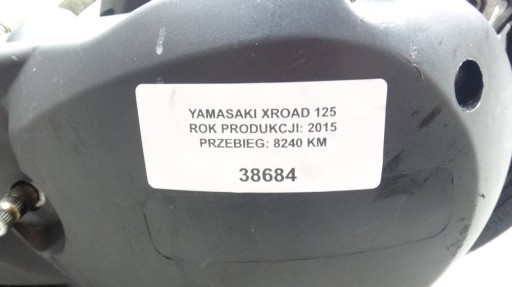 YAMASAKI XROAD 125
ROK PRODUKCJI: 2015
PRZEBIEG: 8240 KM
38684